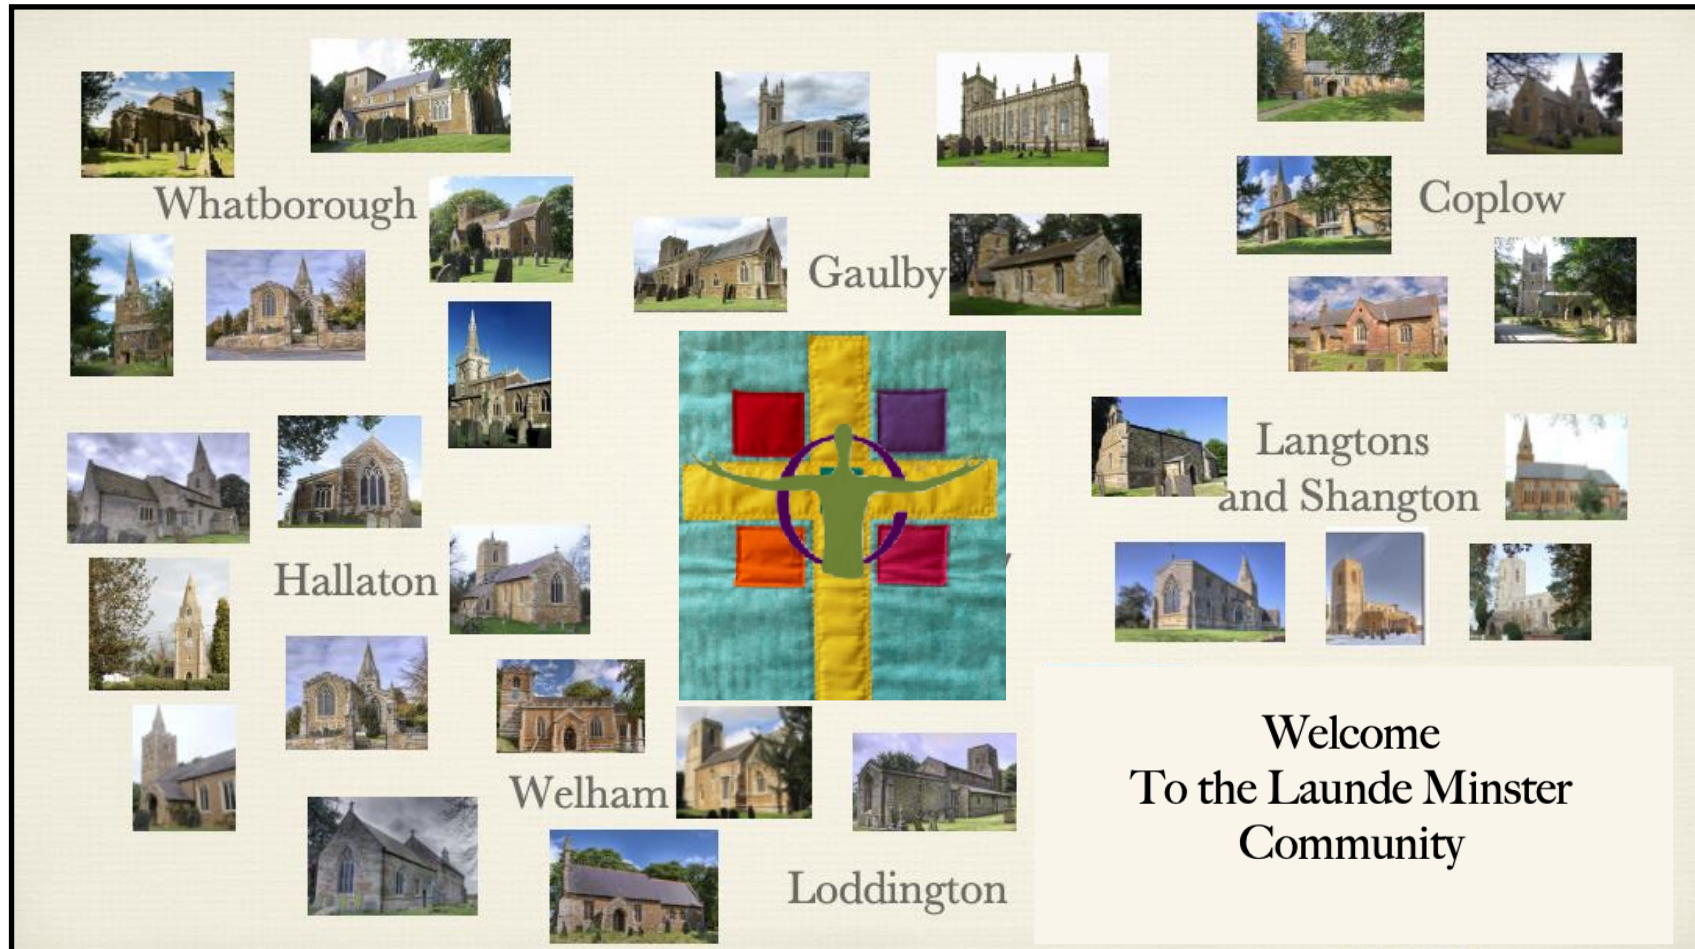 Whatborough
Coplow
Gaulby
Langtons
and Shangton
Hallaton
Welham
Loddington
Welcome
To the Launde Minster
Community